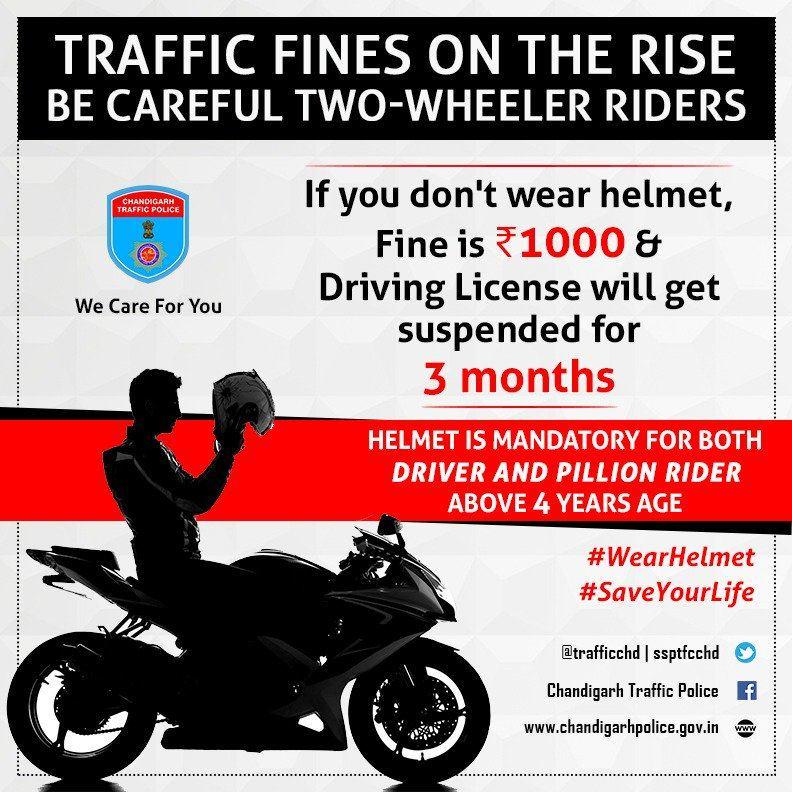 TRAFFIC FINES ON THE RISE
BE CAREFUL TWO-WHEELER RIDERS
CHANDIGARH
TRAFFIC POLICE
We Care For You
If you don't wear helmet,
Fine is ₹1000 &
Driving License will get
suspended for
3 months
HELMET IS MANDATORY FOR BOTH
DRIVER AND PILLION RIDER
ABOVE 4 YEARS AGE
#WearHelmet
#SaveYourLife
@trafficchd | ssptfcchd
Chandigarh Traffic Police
www.chandigarhpolice.gov.in
www